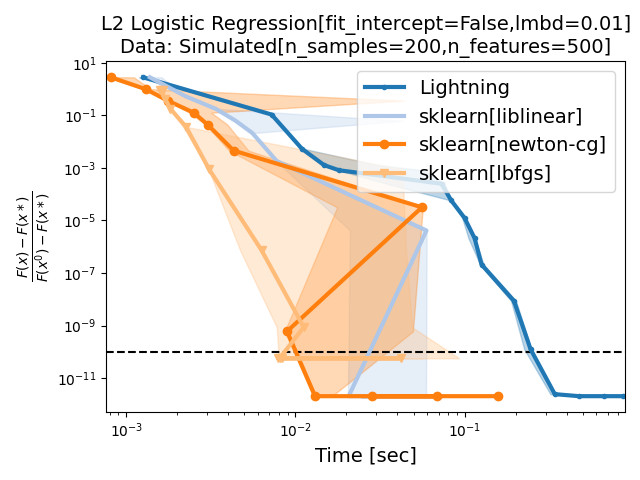 L2 Logistic Regression[fit_intercept=False,lmbd=0.01]
Data: Simulated[n_samples=200,n_features=500]
10¹
10⁻¹
10⁻³
10⁻⁵
10⁻⁷
10⁻⁹
10⁻¹¹
F(x) − F(x*)
F(x⁰) − F(x*)
Lightning
sklearn[liblinear]
sklearn[newton-cg]
sklearn[lbfgs]
10⁻³ 10⁻² 10⁻¹
Time [sec]